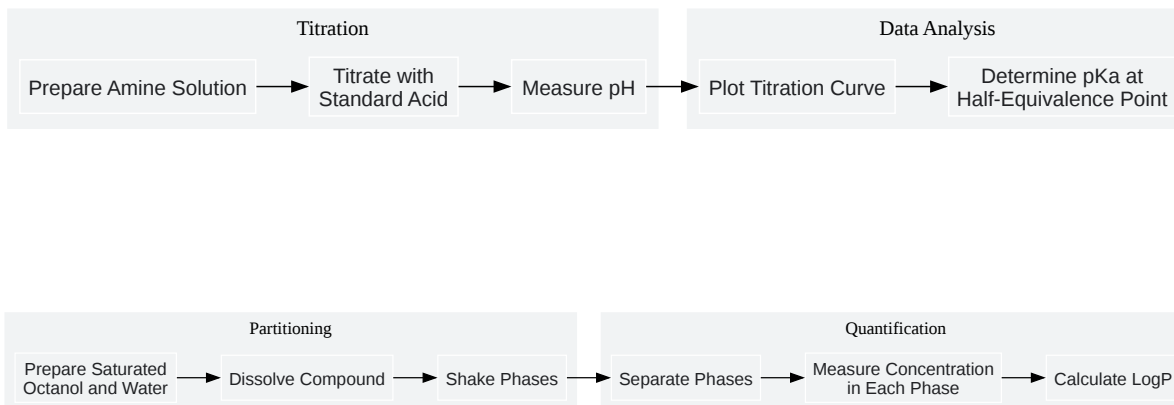 Titration
Data Analysis
Prepare Amine Solution
Titrate with
Standard Acid
Measure pH
Plot Titration Curve
Determine pKa at
Half-Equivalence Point
Partitioning
Quantification
Prepare Saturated
Octanol and Water
Dissolve Compound
Shake Phases
Separate Phases
Measure Concentration
in Each Phase
Calculate LogP